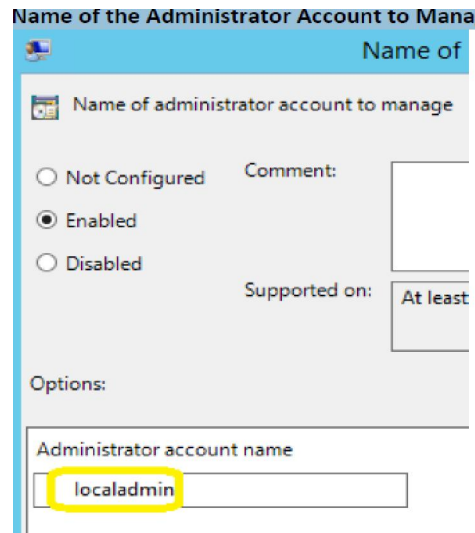 Name of the Administrator Account to Mana
Name of
Name of administrator account to manage
Not Configured
Comment:
Enabled
Disabled
Supported on:
At least
Options:
Administrator account name
localadmin